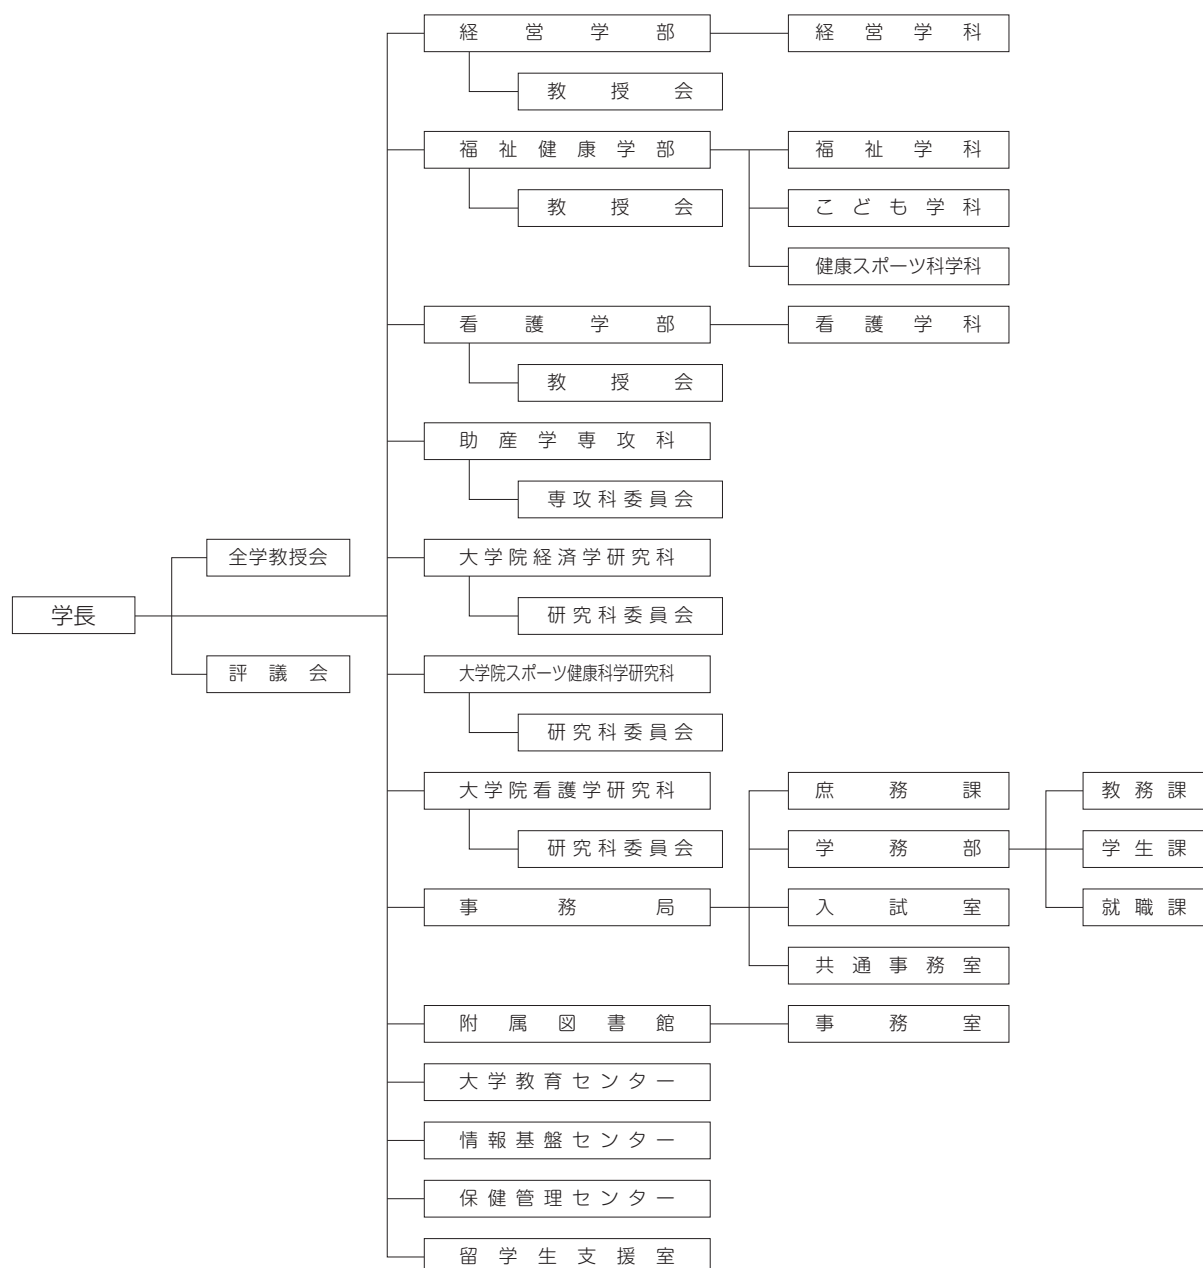 経営学部
経営学科
教授会
福祉健康学部
福祉学科
教授会
こども学科
健康スポーツ科学科
看護学部
看護学科
教授会
助産学専攻科
専攻科委員会
全学教授会
大学院経済学研究科
学長
研究科委員会
評議会
大学院スポーツ健康科学研究科
研究科委員会
大学院看護学研究科
庶務課
教務課
研究科委員会
学務部
学生課
事務局
入試室
就職課
共通事務室
附属図書館
事務室
大学教育センター
情報基盤センター
保健管理センター
留学生支援室